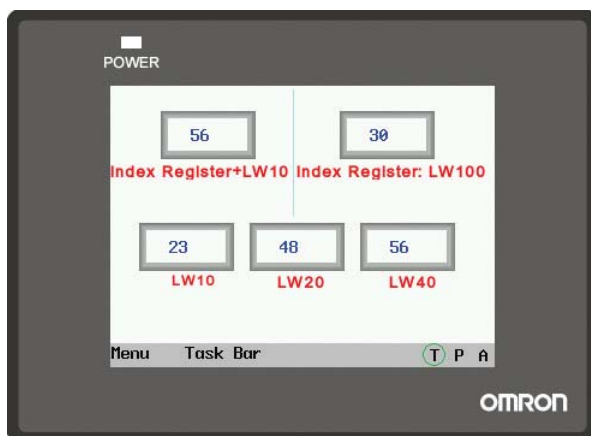 POWER
56
30
Index Register+LW10
Index Register: LW100
23
48
56
LW10
LW20
LW40
Menu
Task Bar
T P A
OMRON